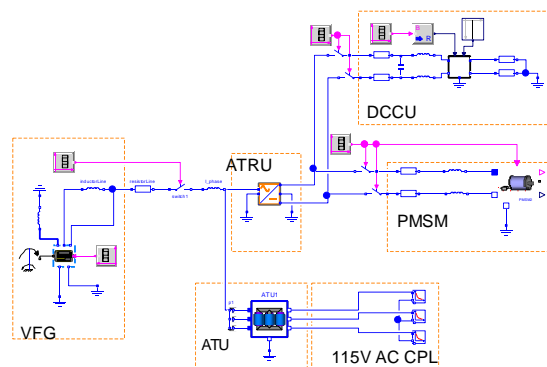 B
R
DCCU
ATRU
inductorLine
resistorLine
switch1
l_phase
PMSM
VFG
p1
ATU1
ATU
115V AC CPL